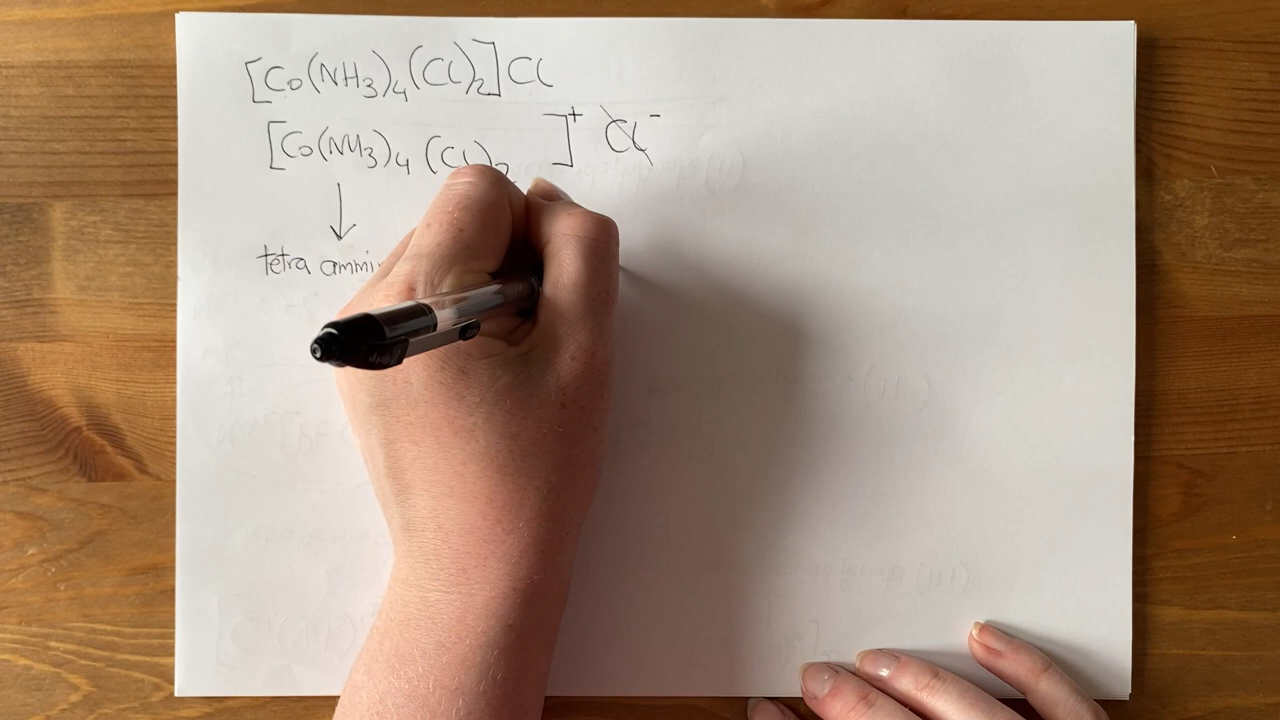 [Co(NH3)4(Cl)2]Cl
[Co(NH3)4(Cl)2 ]+ Cl-
tetra ammi